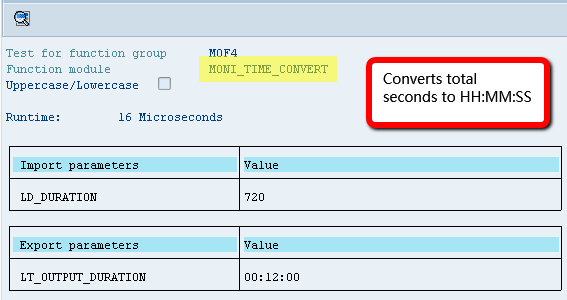 Test for function group MOF4
Function module MONI_TIME_CONVERT
Uppercase/Lowercase
Runtime: 16 Microseconds
Converts total
seconds to HH:MM:SS
Import parameters Value
LD_DURATION 720
Export parameters Value
LT_OUTPUT_DURATION 00:12:00